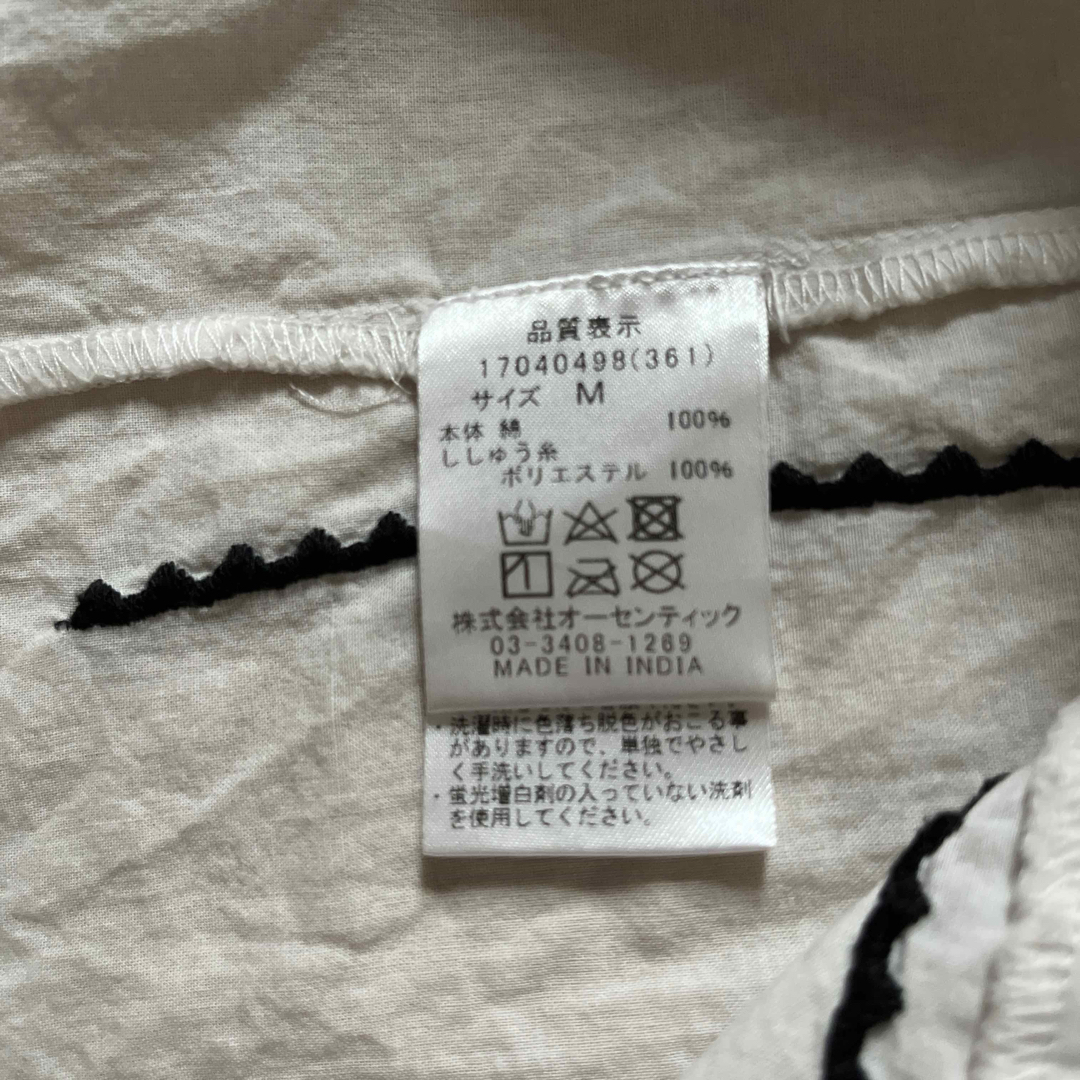 品質表示
17040498(361)
サイズ M
本体 綿 100%
ししゅう糸
ポリエステル 100%
株式会社オーセンティック
03-3408-1269
MADE IN INDIA
・洗濯時に色落ち脱色がおこる事
がありますので、単独でやさし
く手洗いしてください。
・蛍光増白剤の入っていない洗剤
を使用してください。